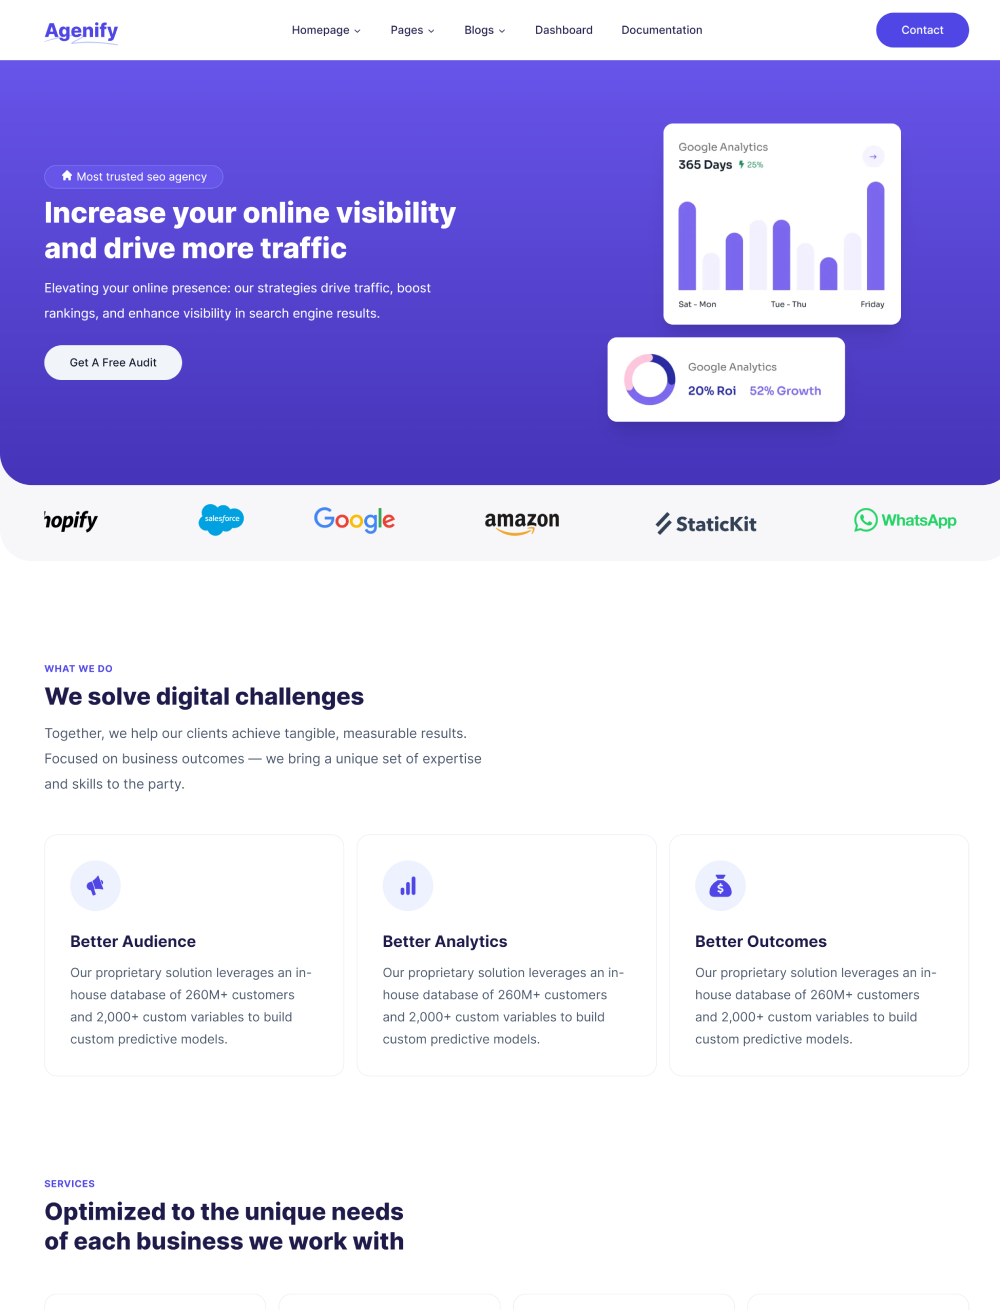 Agenify
Homepage
Pages
Blogs
Dashboard
Documentation
Contact
Most trusted seo agency
Increase your online visibility
and drive more traffic
Elevating your online presence: our strategies drive traffic, boost
rankings, and enhance visibility in search engine results.
Get A Free Audit
Google Analytics
365 Days
25%
Sat - Mon
Tue - Thu
Friday
Google Analytics
20% Roi
52% Growth
hopify
salesforce
Google
amazon
StaticKit
WhatsApp
WHAT WE DO
We solve digital challenges
Together, we help our clients achieve tangible, measurable results.
Focused on business outcomes — we bring a unique set of expertise
and skills to the party.
Better Audience
Our proprietary solution leverages an in-
house database of 260M+ customers
and 2,000+ custom variables to build
custom predictive models.
Better Analytics
Our proprietary solution leverages an in-
house database of 260M+ customers
and 2,000+ custom variables to build
custom predictive models.
Better Outcomes
Our proprietary solution leverages an in-
house database of 260M+ customers
and 2,000+ custom variables to build
custom predictive models.
SERVICES
Optimized to the unique needs
of each business we work with